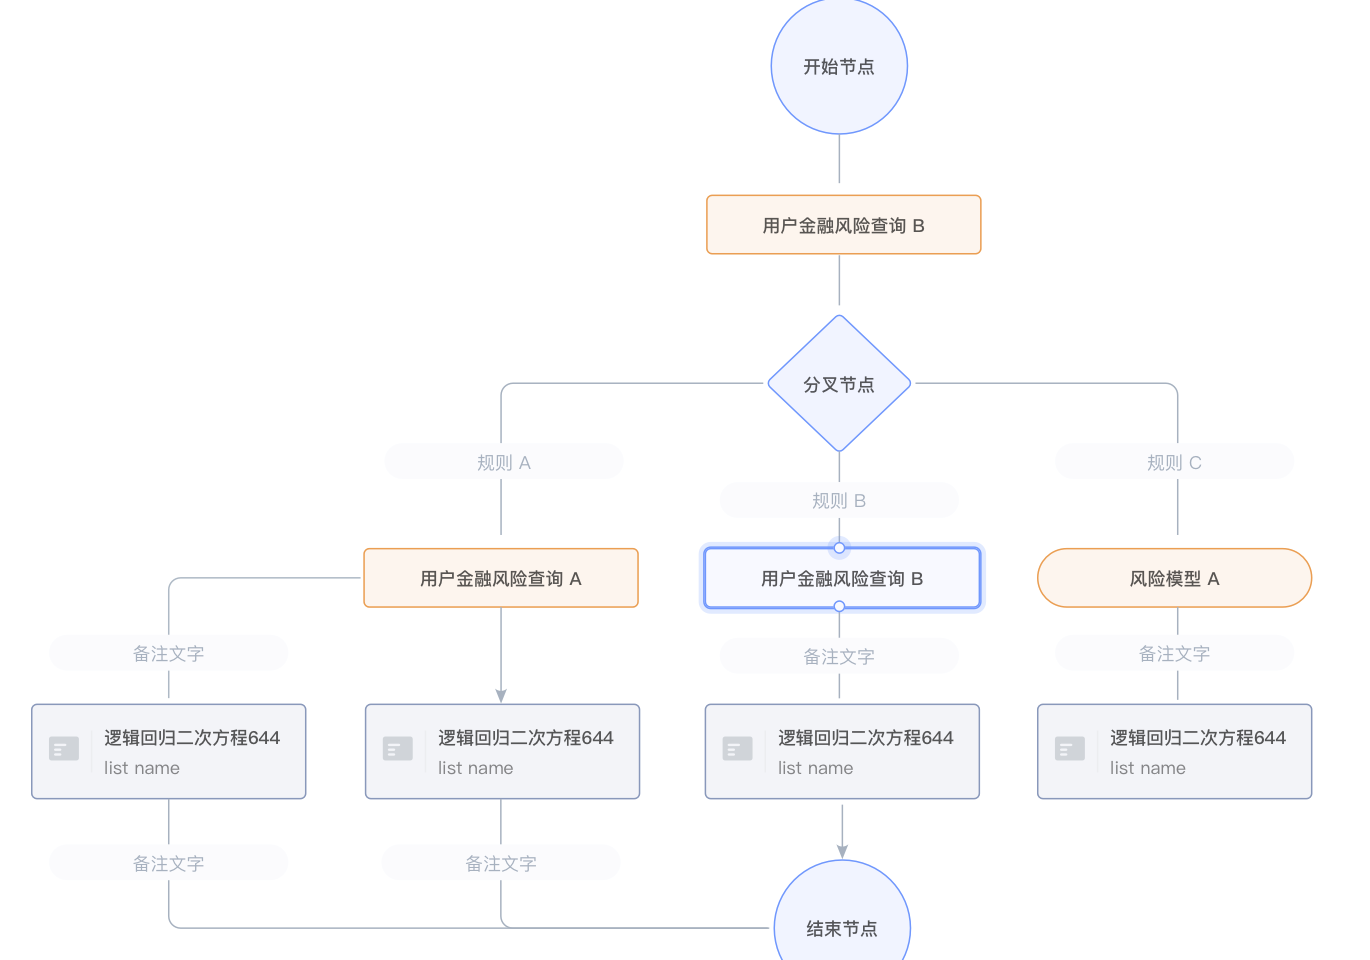 开始节点
用户金融风险查询 B
分叉节点
规则 A
规则 B
规则 C
用户金融风险查询 A
用户金融风险查询 B
风险模型 A
备注文字
备注文字
备注文字
逻辑回归二次方程644
list name
逻辑回归二次方程644
list name
逻辑回归二次方程644
list name
逻辑回归二次方程644
list name
备注文字
备注文字
结束节点